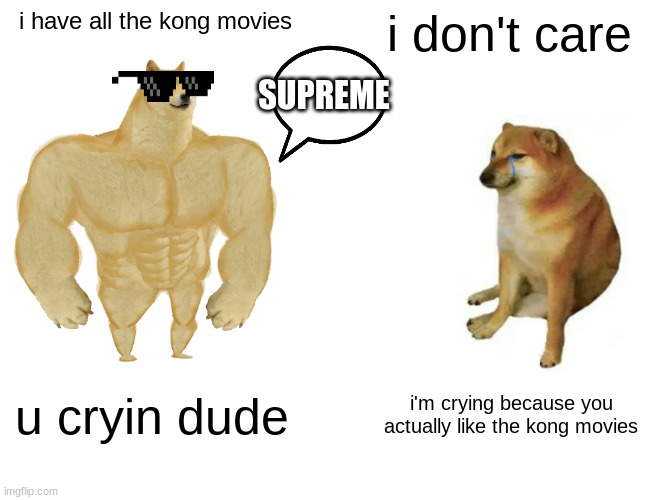 i have all the kong movies
i don't care
SUPREME
u cryin dude
i'm crying because you
actually like the kong movies
imgflip.com